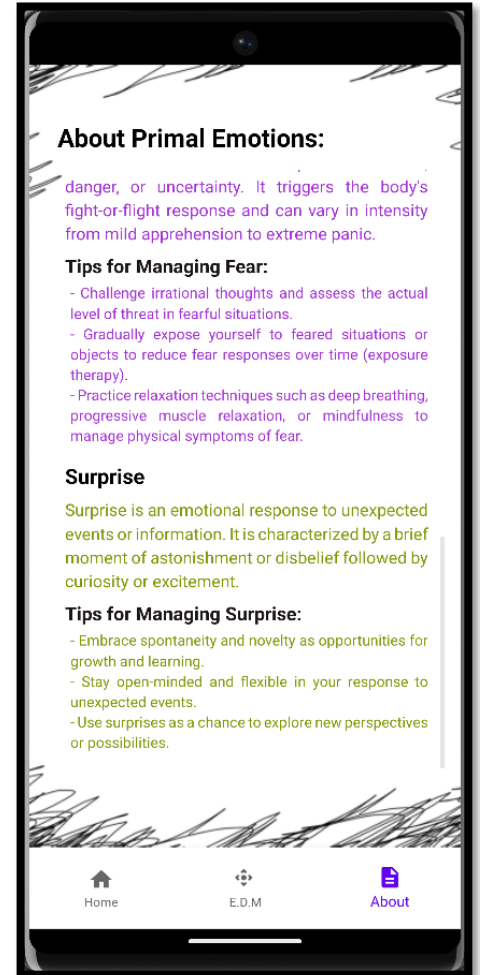 About Primal Emotions:
danger, or uncertainty. It triggers the body's
fight-or-flight response and can vary in intensity
from mild apprehension to extreme panic.
Tips for Managing Fear:
- Challenge irrational thoughts and assess the actual
level of threat in fearful situations.
- Gradually expose yourself to feared situations or
objects to reduce fear responses over time (exposure
therapy).
- Practice relaxation techniques such as deep breathing,
progressive muscle relaxation, or mindfulness to
manage physical symptoms of fear.
Surprise
Surprise is an emotional response to unexpected
events or information. It is characterized by a brief
moment of astonishment or disbelief followed by
curiosity or excitement.
Tips for Managing Surprise:
- Embrace spontaneity and novelty as opportunities for
growth and learning.
- Stay open-minded and flexible in your response to
unexpected events.
- Use surprises as a chance to explore new perspectives
or possibilities.
Home
E.D.M
About